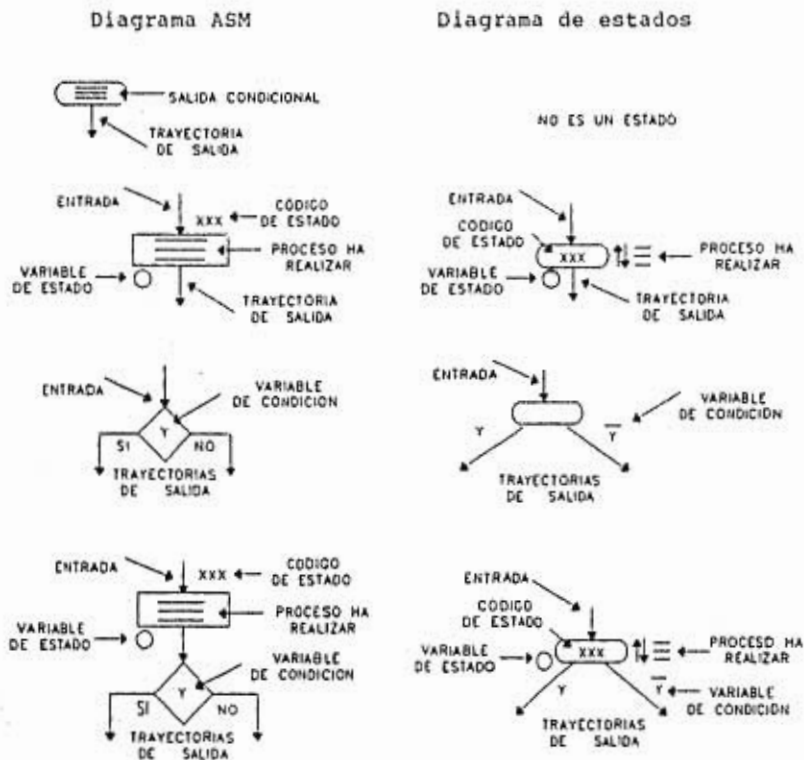 Diagrama ASM
Diagrama de estados
SALIDA CONDICIONAL
TRAYECTORIA
DE SALIDA
NO ES UN ESTADO
ENTRADA
XXX
CÓDIGO
DE ESTADO
PROCESO HA
REALIZAR
VARIABLE
DE ESTADO
TRAYECTORIA
DE SALIDA
ENTRADA
CÓDIGO
DE ESTADO
XXX
PROCESO HA
REALIZAR
VARIABLE
DE ESTADO
TRAYECTORIA
DE SALIDA
ENTRADA
VARIABLE
DE CONDICION
Y
SI
NO
TRAYECTORIAS
DE SALIDA
ENTRADA
VARIABLE
DE CONDICIÓN
Y
Y̅
TRAYECTORIAS
DE SALIDA
ENTRADA
XXX
CODIGO
DE ESTADO
PROCESO HA
REALIZAR
VARIABLE
DE ESTADO
VARIABLE
DE CONDICION
Y
SI
NO
TRAYECTORIAS
DE SALIDA
ENTRADA
CODIGO
DE ESTADO
XXX
PROCESO HA
REALIZAR
VARIABLE
DE ESTADO
Y
Y̅
VARIABLE
DE CONDICIÓN
TRAYECTORIAS
DE SALIDA